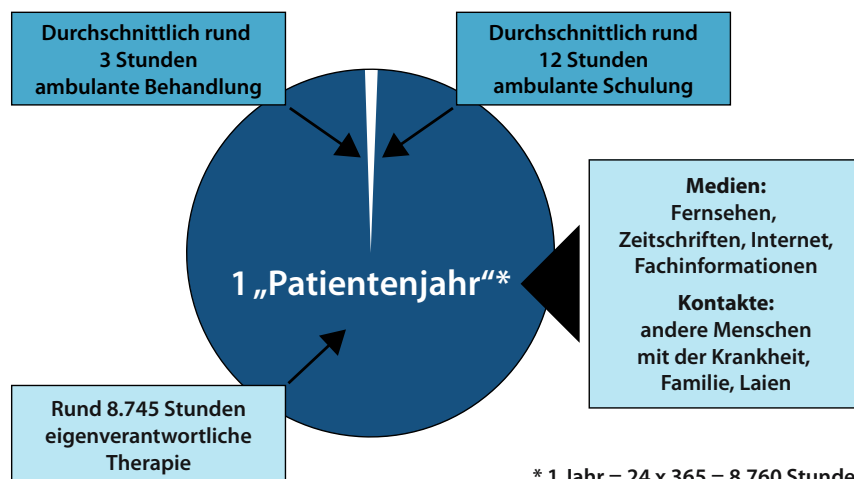 Durchschnittlich rund
3 Stunden
ambulante Behandlung
Durchschnittlich rund
12 Stunden
ambulante Schulung
Medien:
Fernsehen,
Zeitschriften, Internet,
Fachinformationen
Kontakte:
andere Menschen
mit der Krankheit,
Familie, Laien
1 „Patientenjahr“*
Rund 8.745 Stunden
eigenverantwortliche
Therapie
* 1 Jahr = 24 x 365 = 8.760 Stunde